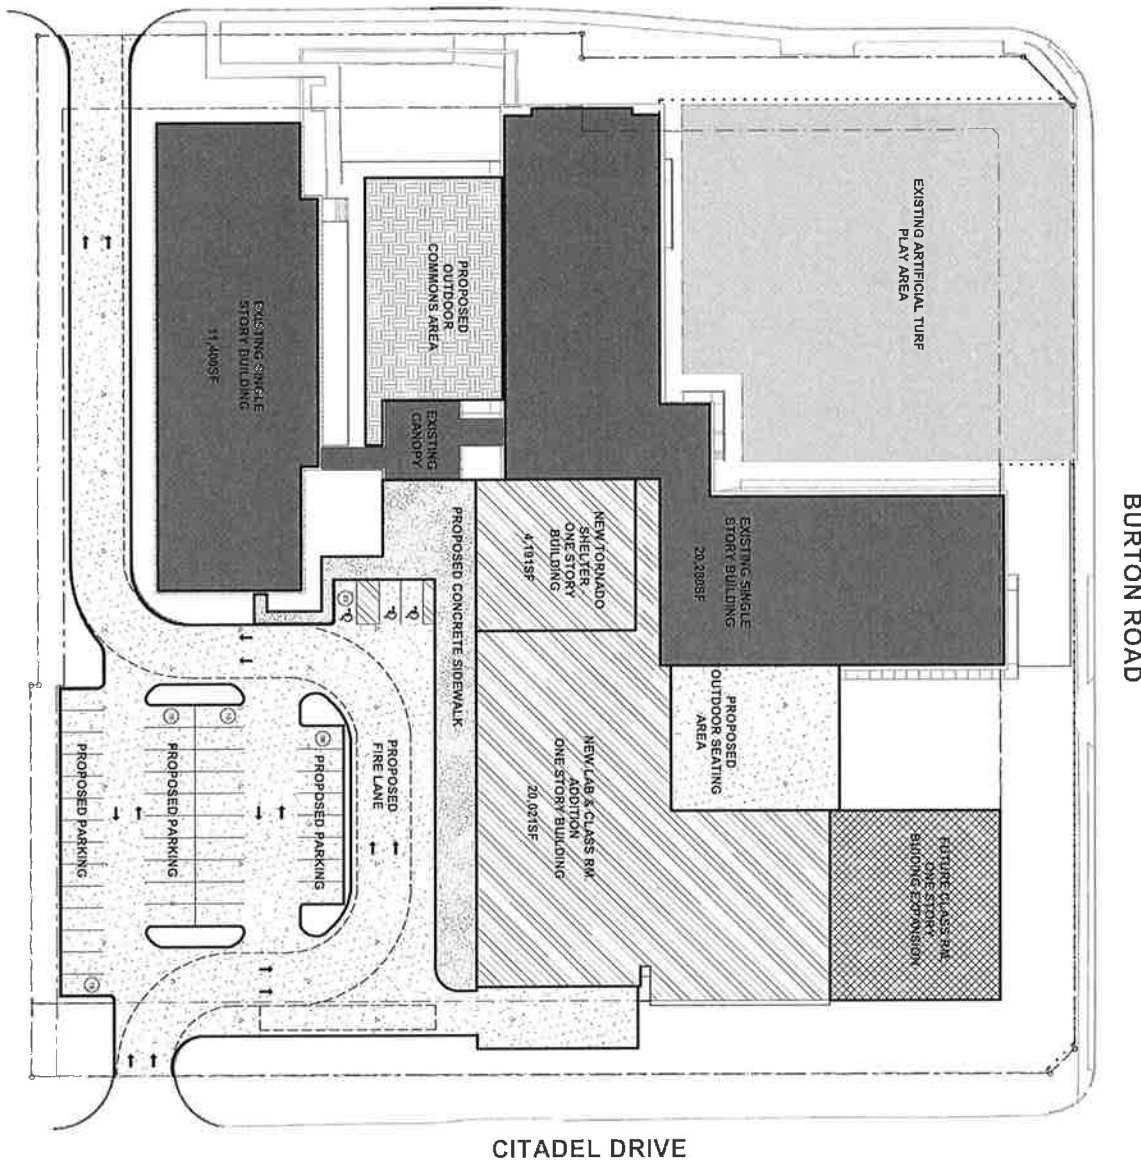 EXISTING ARTIFICIAL TURF
PLAY AREA
PROPOSED
OUTDOOR
COMMONS AREA
EXISTING SINGLE
STORY BUILDING
11,400SF
EXISTING
CANOPY
BURTON ROAD
NEW TORNADO
SHELTER -
ONE STORY
BUILDING
4,191SF
EXISTING SINGLE
STORY BUILDING
20,280SF
PROPOSED CONCRETE SIDEWALK
PROPOSED
OUTDOOR SEATING
AREA
NEW LAB & CLASS RM
ADDITION
ONE STORY BUILDING
20,021SF
PROPOSED
FIRE LANE
PROPOSED PARKING
PROPOSED PARKING
PROPOSED PARKING
FUTURE CLASS RM
ONE STORY
BUIDING EXPANSION
CITADEL DRIVE